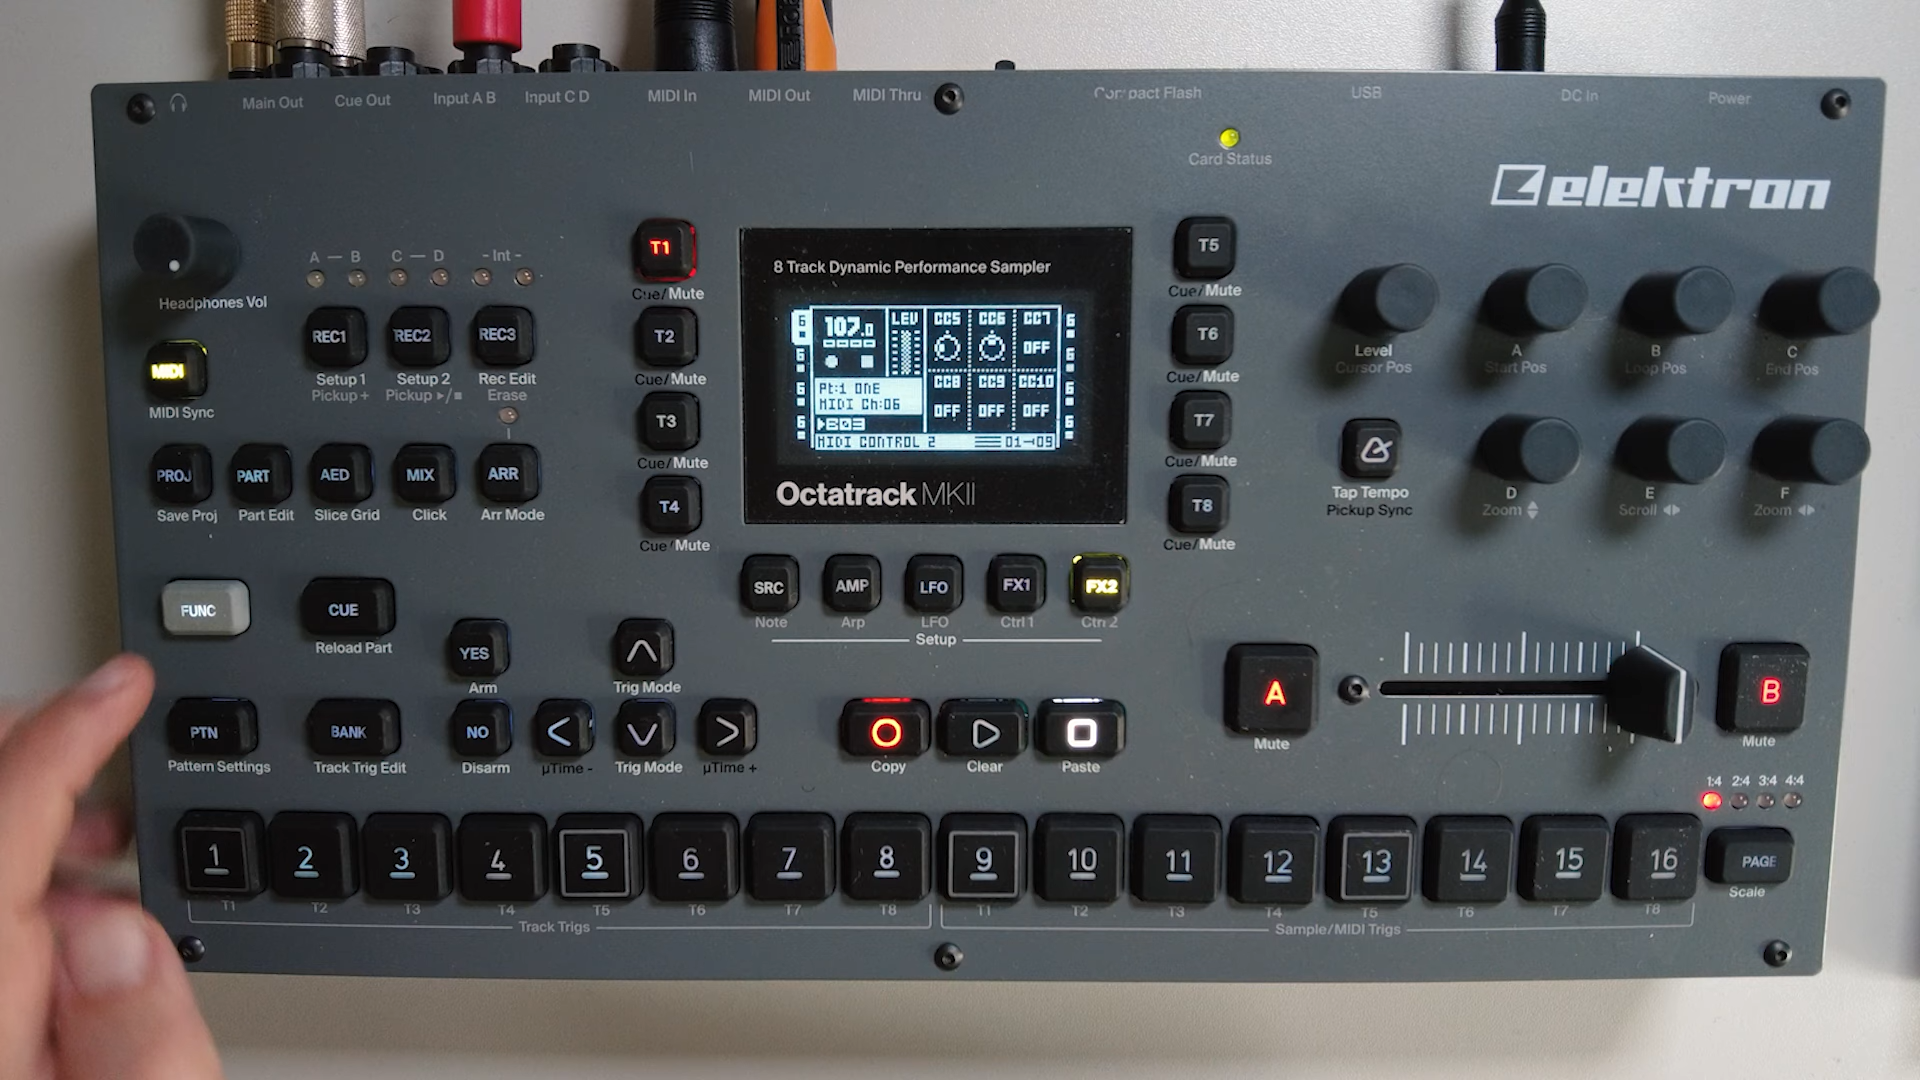 Main Out Cue Out Input A B Input C D MIDI In MIDI Out MIDI Thru Compact Flash USB DC In Power
Card Status
elektron
Headphones Vol
A — B C — D - Int -
REC1 REC2 REC3
Setup 1 Setup 2 Rec Edit
Pickup + Pickup ▸/■ Erase
MIDI
MIDI Sync
PROJ PART AED MIX ARR
Save Proj Part Edit Slice Grid Click Arr Mode
T1
Cue/Mute
T2
Cue/Mute
T3
Cue/Mute
T4
Cue/Mute
8 Track Dynamic Performance Sampler
107.0 LEV CC5 CC6 CC7
OFF
Pt:1 ONE
MIDI Ch:06
CC8 CC9 CC10
OFF OFF OFF
B03
MIDI CONTROL 2 01→09
Octatrack MKII
T5
Cue/Mute
T6
Cue/Mute
T7
Cue/Mute
T8
Cue/Mute
Level A B C
Cursor Pos Start Pos Loop Pos End Pos
Tap Tempo
Pickup Sync
D E F
Zoom Scroll Zoom
FUNC CUE
Reload Part
SRC AMP LFO FX1 FX2
Note Arp LFO Ctrl 1 Ctrl 2
Setup
YES
Arm Trig Mode
PTN BANK NO
Pattern Settings Track Trig Edit Disarm µTime - Trig Mode µTime +
Copy Clear Paste
A B
Mute Mute
1:4 2:4 3:4 4:4
1 2 3 4 5 6 7 8 9 10 11 12 13 14 15 16
PAGE
Scale
T1 T2 T3 T4 T5 T6 T7 T8 T1 T2 T3 T4 T5 T6 T7 T8
Track Trigs Sample/MIDI Trigs